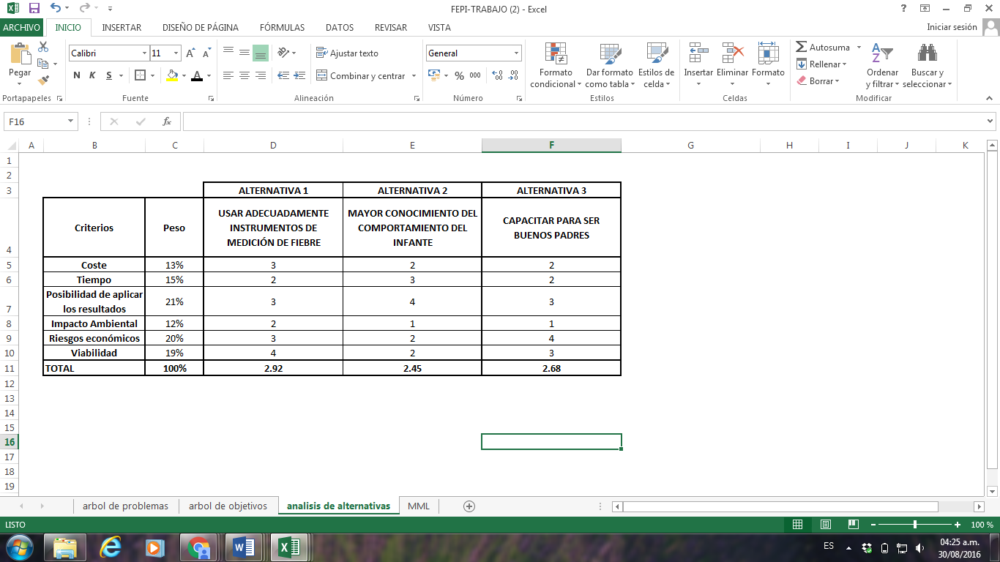 FEPI-TRABAJO (2) - Excel
ARCHIVO INICIO INSERTAR DISEÑO DE PÁGINA FÓRMULAS DATOS REVISAR VISTA Iniciar sesión
Pegar
Portapapeles
Calibri 11
N K S A
Fuente
Ajustar texto
Combinar y centrar
Alineación
General
% 000
Número
Formato condicional
Dar formato como tabla
Estilos de celda
Estilos
Insertar Eliminar Formato
Celdas
Autosuma
Rellenar
Borrar
Ordenar y filtrar
Buscar y seleccionar
Modificar
F16 fx
A B C D E F G H I J K
1
2
3 ALTERNATIVA 1 ALTERNATIVA 2 ALTERNATIVA 3
4 Criterios Peso USAR ADECUADAMENTE INSTRUMENTOS DE MEDICIÓN DE FIEBRE MAYOR CONOCIMIENTO DEL COMPORTAMIENTO DEL INFANTE CAPACITAR PARA SER BUENOS PADRES
5 Coste 13% 3 2 2
6 Tiempo 15% 2 3 2
7 Posibilidad de aplicar los resultados 21% 3 4 3
8 Impacto Ambiental 12% 2 1 1
9 Riesgos económicos 20% 3 2 4
10 Viabilidad 19% 4 2 3
11 TOTAL 100% 2.92 2.45 2.68
12
13
14
15
16
17
18
19
arbol de problemas arbol de objetivos analisis de alternativas MML
LISTO 100 %
ES 04:25 a.m.
30/08/2016